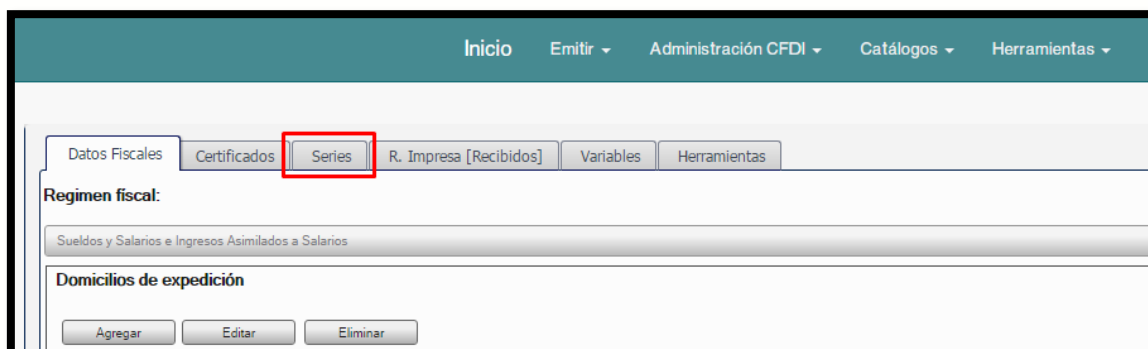 Inicio Emitir Administración CFDI Catálogos Herramientas
Datos Fiscales Certificados Series R. Impresa [Recibidos] Variables Herramientas
Regimen fiscal:
Sueldos y Salarios e Ingresos Asimilados a Salarios
Domicilios de expedición
Agregar Editar Eliminar